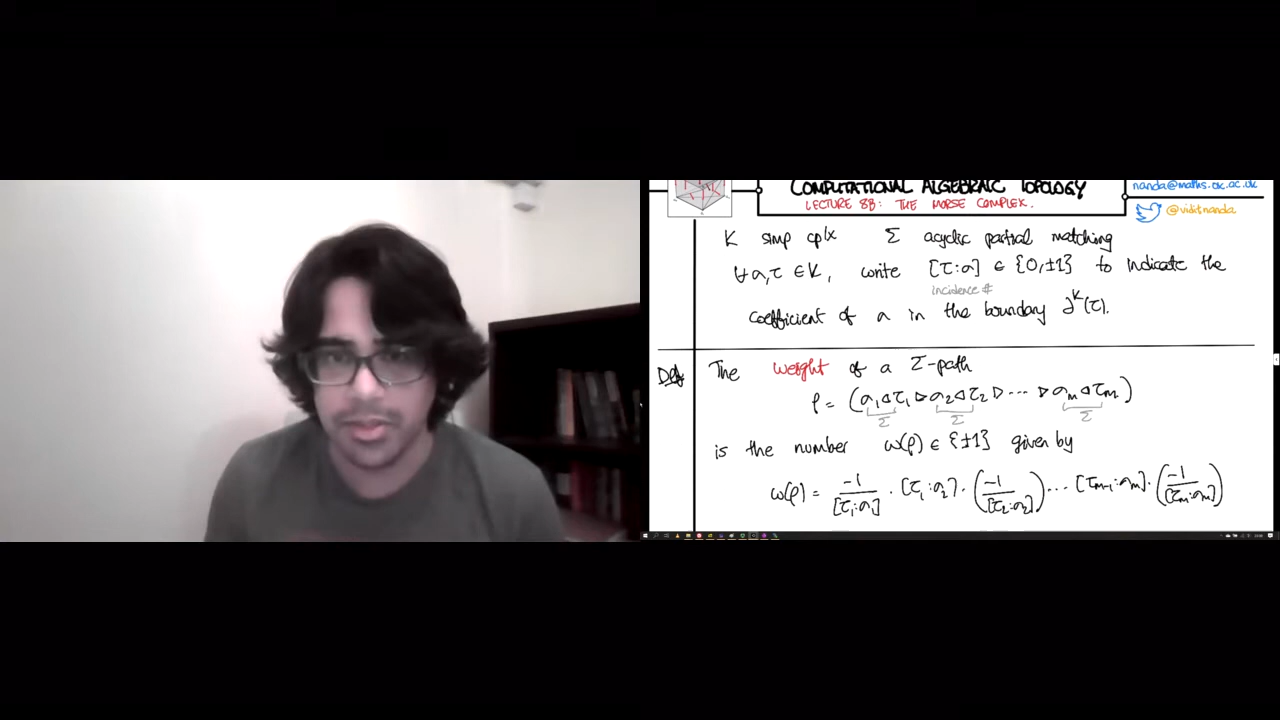 COMPUTATIONAL ALGEBRAIC TOPOLOGY
LECTURE 8B: THE MORSE COMPLEX.
nanda@maths.ox.ac.uk
@viditnanda
K simp cplx Σ acyclic partial matching
∀ σ, τ ∈ K, write [τ:σ] ∈ {0, ±1} to indicate the
incidence #
coefficient of σ in the boundary ∂ᴷ(τ).
Def The weight of a Σ-path
ρ = (σ₁ ◁ τ₁ ▷ σ₂ ◁ τ₂ ▷ ··· ▷ σₘ ◁ τₘ)
Σ Σ Σ
is the number ω(ρ) ∈ {±1} given by
ω(ρ) = -1/[τ₁:σ₁] · [τ₁:σ₂] · (-1/[τ₂:σ₂]) ··· [τₘ₋₁:σₘ] · (-1/[τₘ:σₘ])